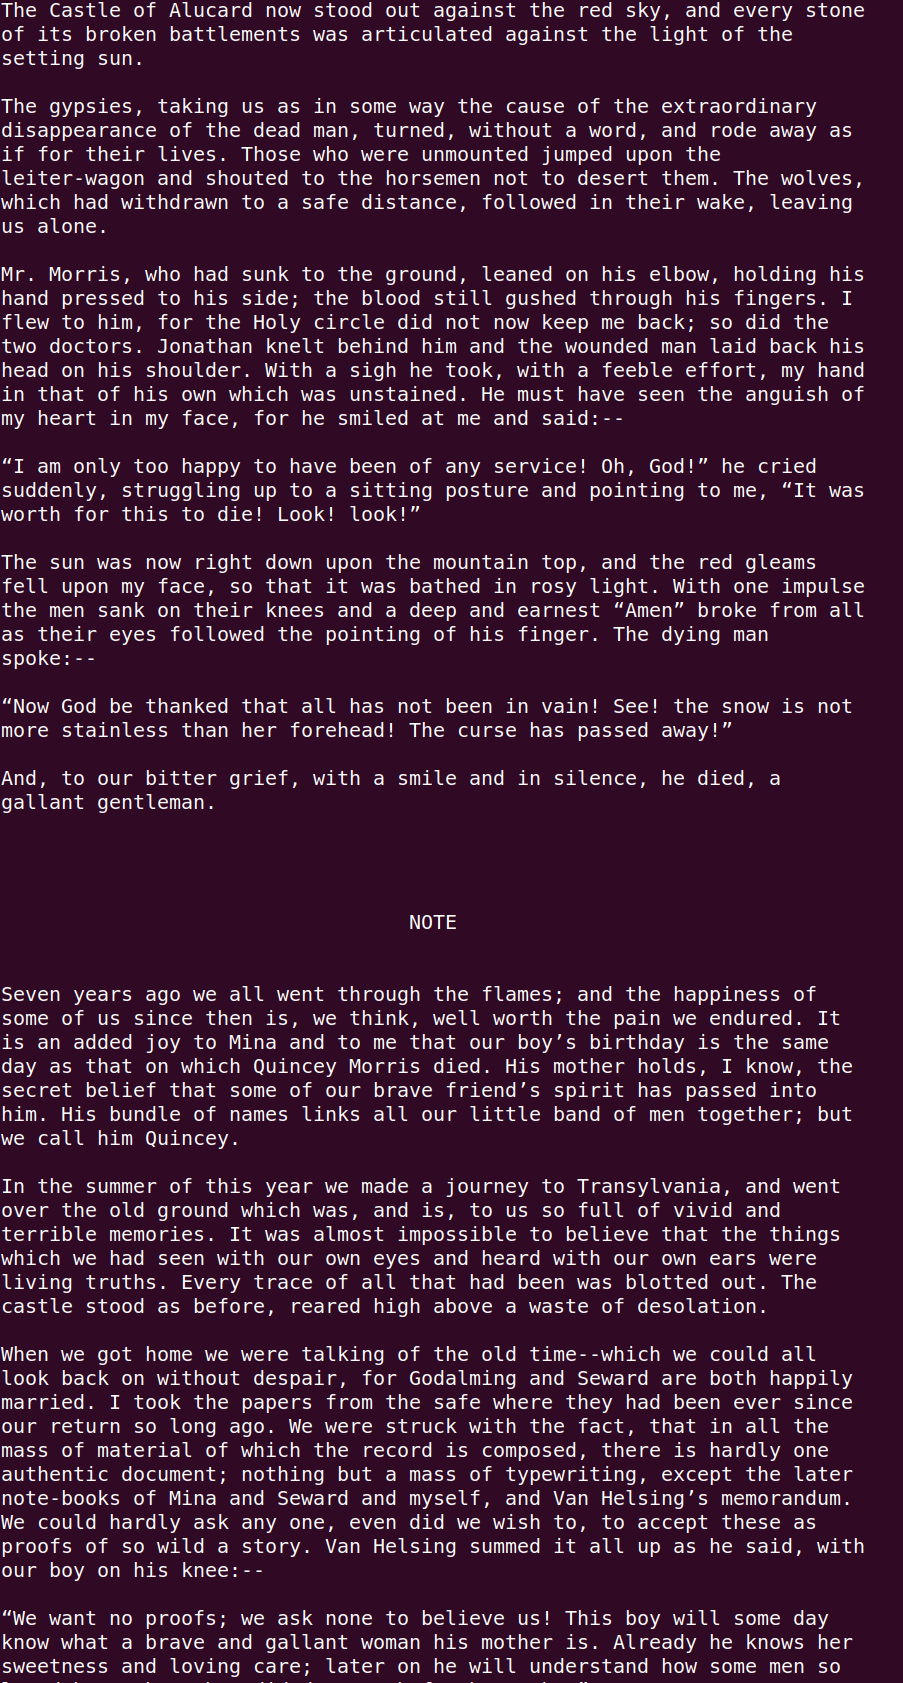 The Castle of Alucard now stood out against the red sky, and every stone
of its broken battlements was articulated against the light of the
setting sun.
The gypsies, taking us as in some way the cause of the extraordinary
disappearance of the dead man, turned, without a word, and rode away as
if for their lives. Those who were unmounted jumped upon the
leiter-wagon and shouted to the horsemen not to desert them. The wolves,
which had withdrawn to a safe distance, followed in their wake, leaving
us alone.
Mr. Morris, who had sunk to the ground, leaned on his elbow, holding his
hand pressed to his side; the blood still gushed through his fingers. I
flew to him, for the Holy circle did not now keep me back; so did the
two doctors. Jonathan knelt behind him and the wounded man laid back his
head on his shoulder. With a sigh he took, with a feeble effort, my hand
in that of his own which was unstained. He must have seen the anguish of
my heart in my face, for he smiled at me and said:--
“I am only too happy to have been of any service! Oh, God!” he cried
suddenly, struggling up to a sitting posture and pointing to me, “It was
worth for this to die! Look! look!”
The sun was now right down upon the mountain top, and the red gleams
fell upon my face, so that it was bathed in rosy light. With one impulse
the men sank on their knees and a deep and earnest “Amen” broke from all
as their eyes followed the pointing of his finger. The dying man
spoke:--
“Now God be thanked that all has not been in vain! See! the snow is not
more stainless than her forehead! The curse has passed away!”
And, to our bitter grief, with a smile and in silence, he died, a
gallant gentleman.
NOTE
Seven years ago we all went through the flames; and the happiness of
some of us since then is, we think, well worth the pain we endured. It
is an added joy to Mina and to me that our boy’s birthday is the same
day as that on which Quincey Morris died. His mother holds, I know, the
secret belief that some of our brave friend’s spirit has passed into
him. His bundle of names links all our little band of men together; but
we call him Quincey.
In the summer of this year we made a journey to Transylvania, and went
over the old ground which was, and is, to us so full of vivid and
terrible memories. It was almost impossible to believe that the things
which we had seen with our own eyes and heard with our own ears were
living truths. Every trace of all that had been was blotted out. The
castle stood as before, reared high above a waste of desolation.
When we got home we were talking of the old time--which we could all
look back on without despair, for Godalming and Seward are both happily
married. I took the papers from the safe where they had been ever since
our return so long ago. We were struck with the fact, that in all the
mass of material of which the record is composed, there is hardly one
authentic document; nothing but a mass of typewriting, except the later
note-books of Mina and Seward and myself, and Van Helsing’s memorandum.
We could hardly ask any one, even did we wish to, to accept these as
proofs of so wild a story. Van Helsing summed it all up as he said, with
our boy on his knee:--
“We want no proofs; we ask none to believe us! This boy will some day
know what a brave and gallant woman his mother is. Already he knows her
sweetness and loving care; later on he will understand how some men so